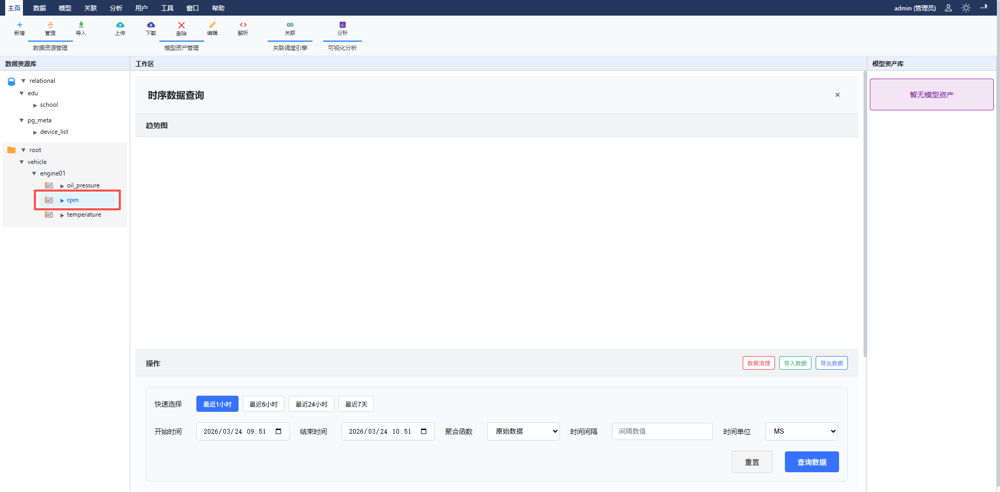 主页 数据 模型 关联 分析 用户 工具 窗口 帮助 admin (管理员)
新增 管理 导入 上传 下载 删除 编辑 解析 关联 分析
数据资源管理 模型资产管理 关联调度引擎 可视化分析
数据资源库
relational
edu
school
pg_meta
device_list
root
vehicle
engine01
oil_pressure
rpm
temperature
工作区
时序数据查询 ×
趋势图
操作 数据清理 导入数据 导出数据
快速选择 最近1小时 最近6小时 最近24小时 最近7天
开始时间 2026/03/24 09:51 结束时间 2026/03/24 10:51 聚合函数 原始数据 时间间隔 间隔数值 时间单位 MS
重置 查询数据
模型资产库
暂无模型资产